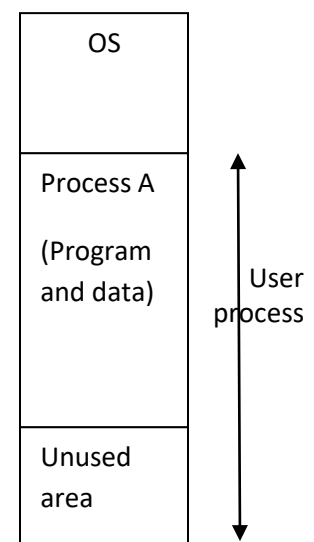 OS
Process A
(Program
and data)
User
process
Unused
area